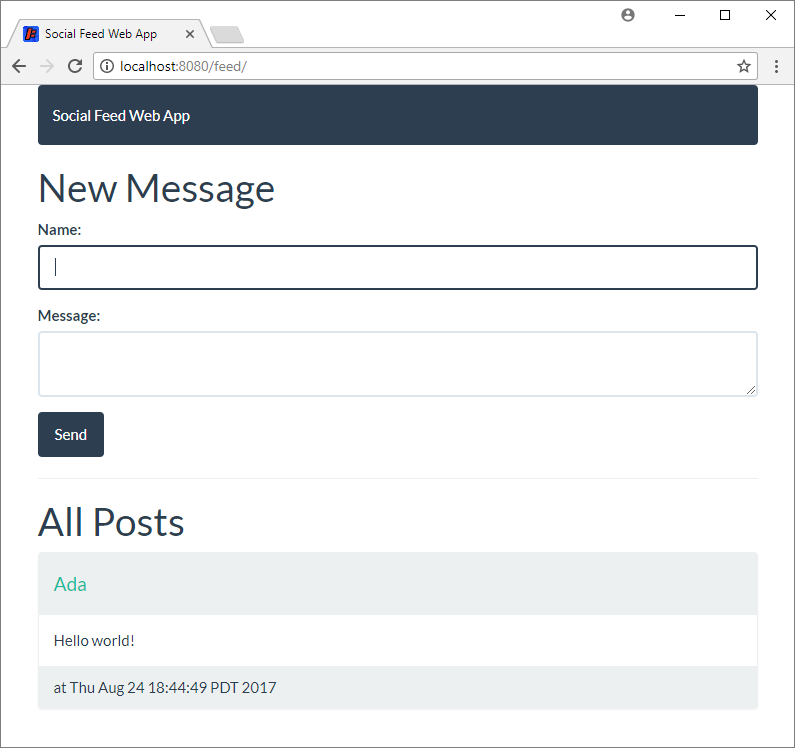 Social Feed Web App
localhost:8080/feed/
Social Feed Web App
New Message
Name:
Message:
Send
All Posts
Ada
Hello world!
at Thu Aug 24 18:44:49 PDT 2017